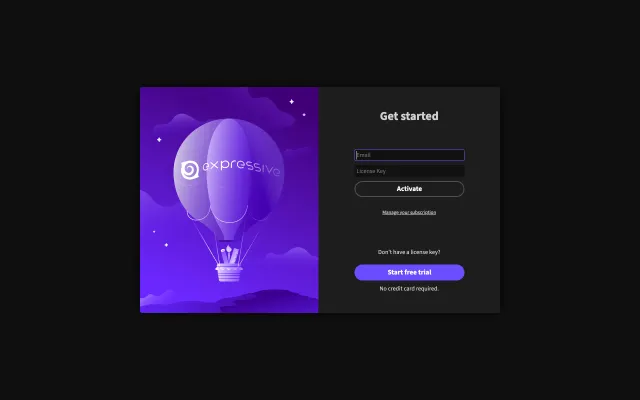 expressive
Get started
Email
License Key
Activate
Manage your subscription
Don't have a license key?
Start free trial
No credit card required.